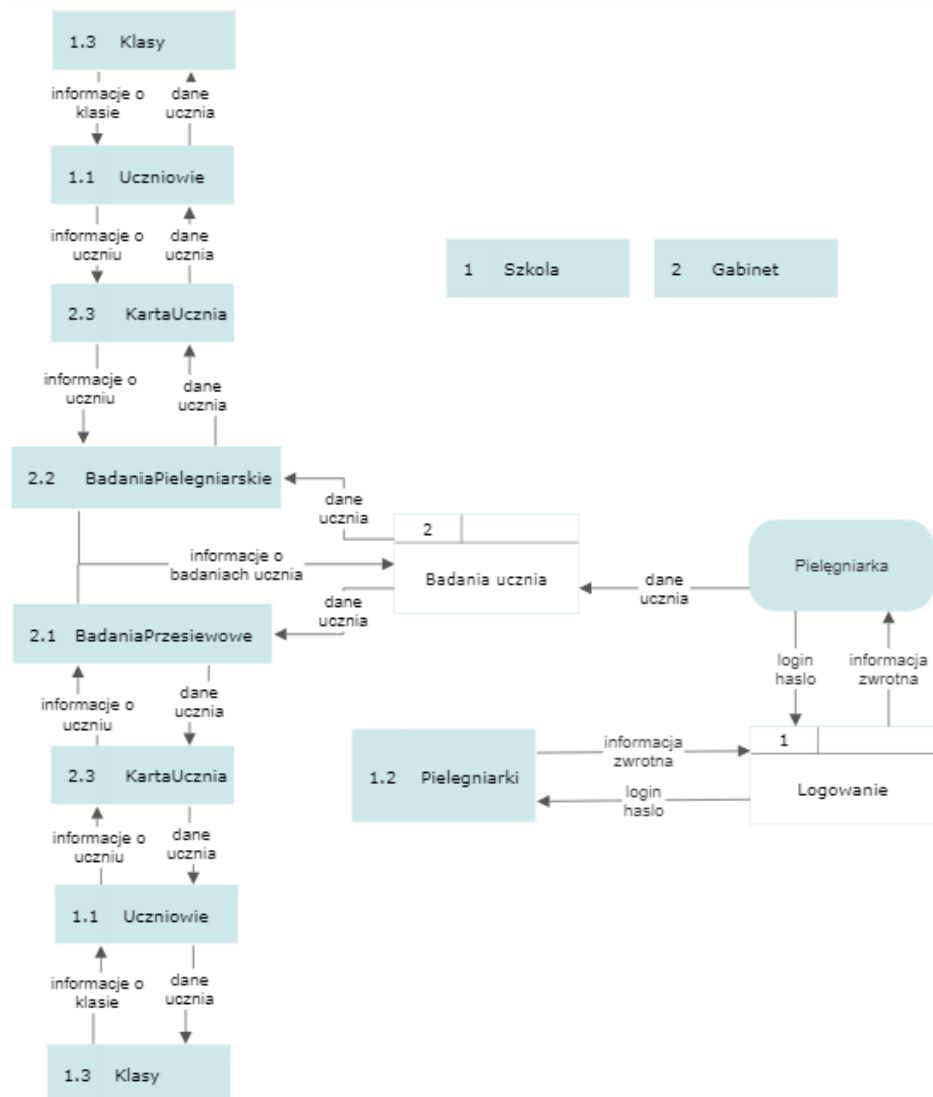 1.3 Klasy
informacje o
klasie
dane
ucznia
1.1 Uczniowie
informacje o
uczniu
dane
ucznia
1 Szkola
2 Gabinet
2.3 KartaUcznia
informacje o
uczniu
dane
ucznia
2.2 BadaniaPielegniarskie
dane
ucznia
2
Badania ucznia
informacje o
badaniach ucznia
Pielęgniarka
dane
ucznia
dane
ucznia
2.1 BadaniaPrzesiewowe
login
haslo
informacja
zwrotna
informacje o
uczniu
dane
ucznia
1
Logowanie
informacja
zwrotna
1.2 Pielegniarki
login
haslo
2.3 KartaUcznia
informacje o
uczniu
dane
ucznia
1.1 Uczniowie
informacje o
klasie
dane
ucznia
1.3 Klasy